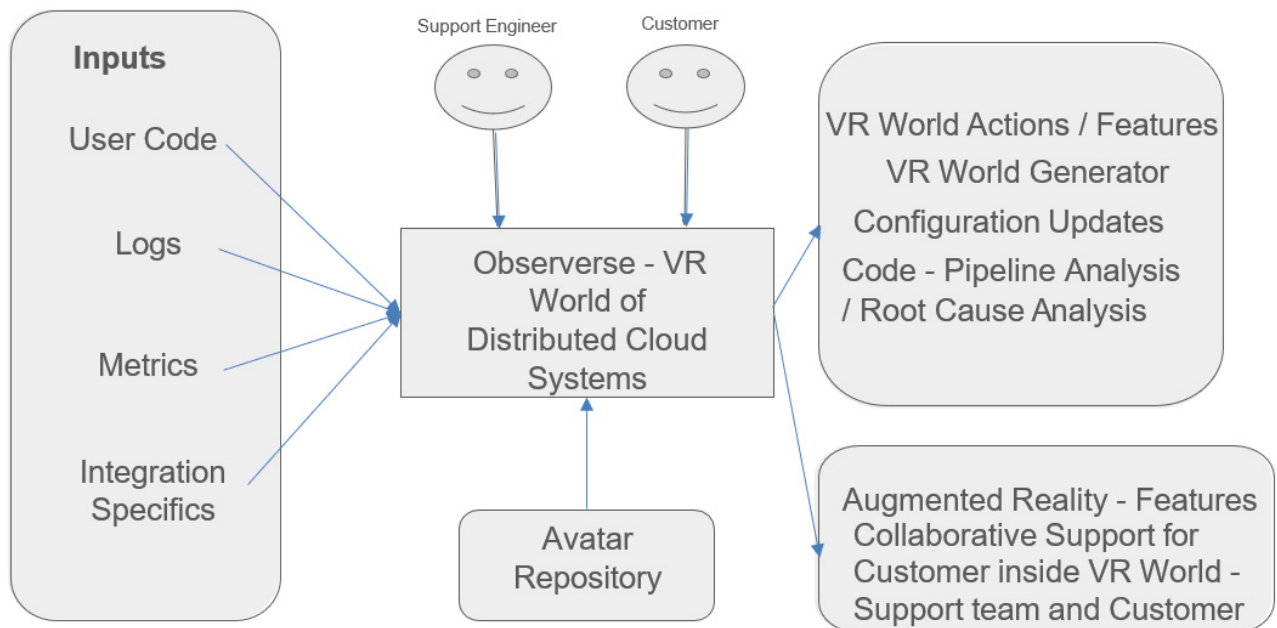 Inputs
User Code
Logs
Metrics
Integration
Specifics
Support Engineer
Customer
Observerse - VR
World of
Distributed Cloud
Systems
Avatar
Repository
VR World Actions / Features
VR World Generator
Configuration Updates
Code - Pipeline Analysis
/ Root Cause Analysis
Augmented Reality - Features
Collaborative Support for
Customer inside VR World -
Support team and Customer